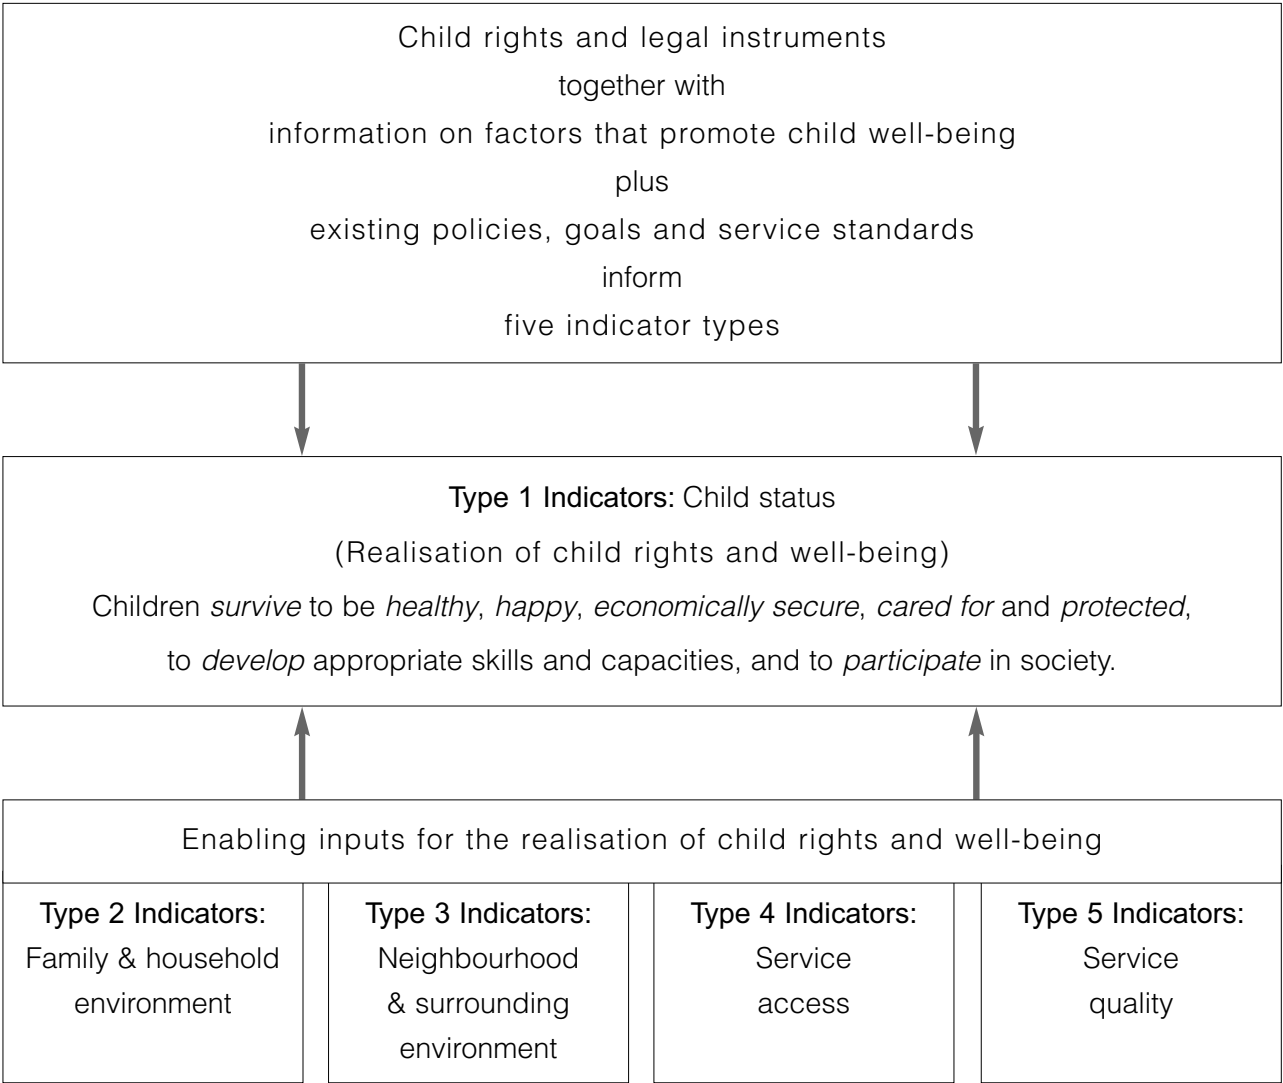 Child rights and legal instruments
together with
information on factors that promote child well-being
plus
existing policies, goals and service standards
inform
five indicator types
Type 1 Indicators: Child status
(Realisation of child rights and well-being)
Children survive to be healthy, happy, economically secure, cared for and protected,
to develop appropriate skills and capacities, and to participate in society.
Enabling inputs for the realisation of child rights and well-being
Type 2 Indicators:
Family & household
environment
Type 3 Indicators:
Neighbourhood
& surrounding
environment
Type 4 Indicators:
Service
access
Type 5 Indicators:
Service
quality